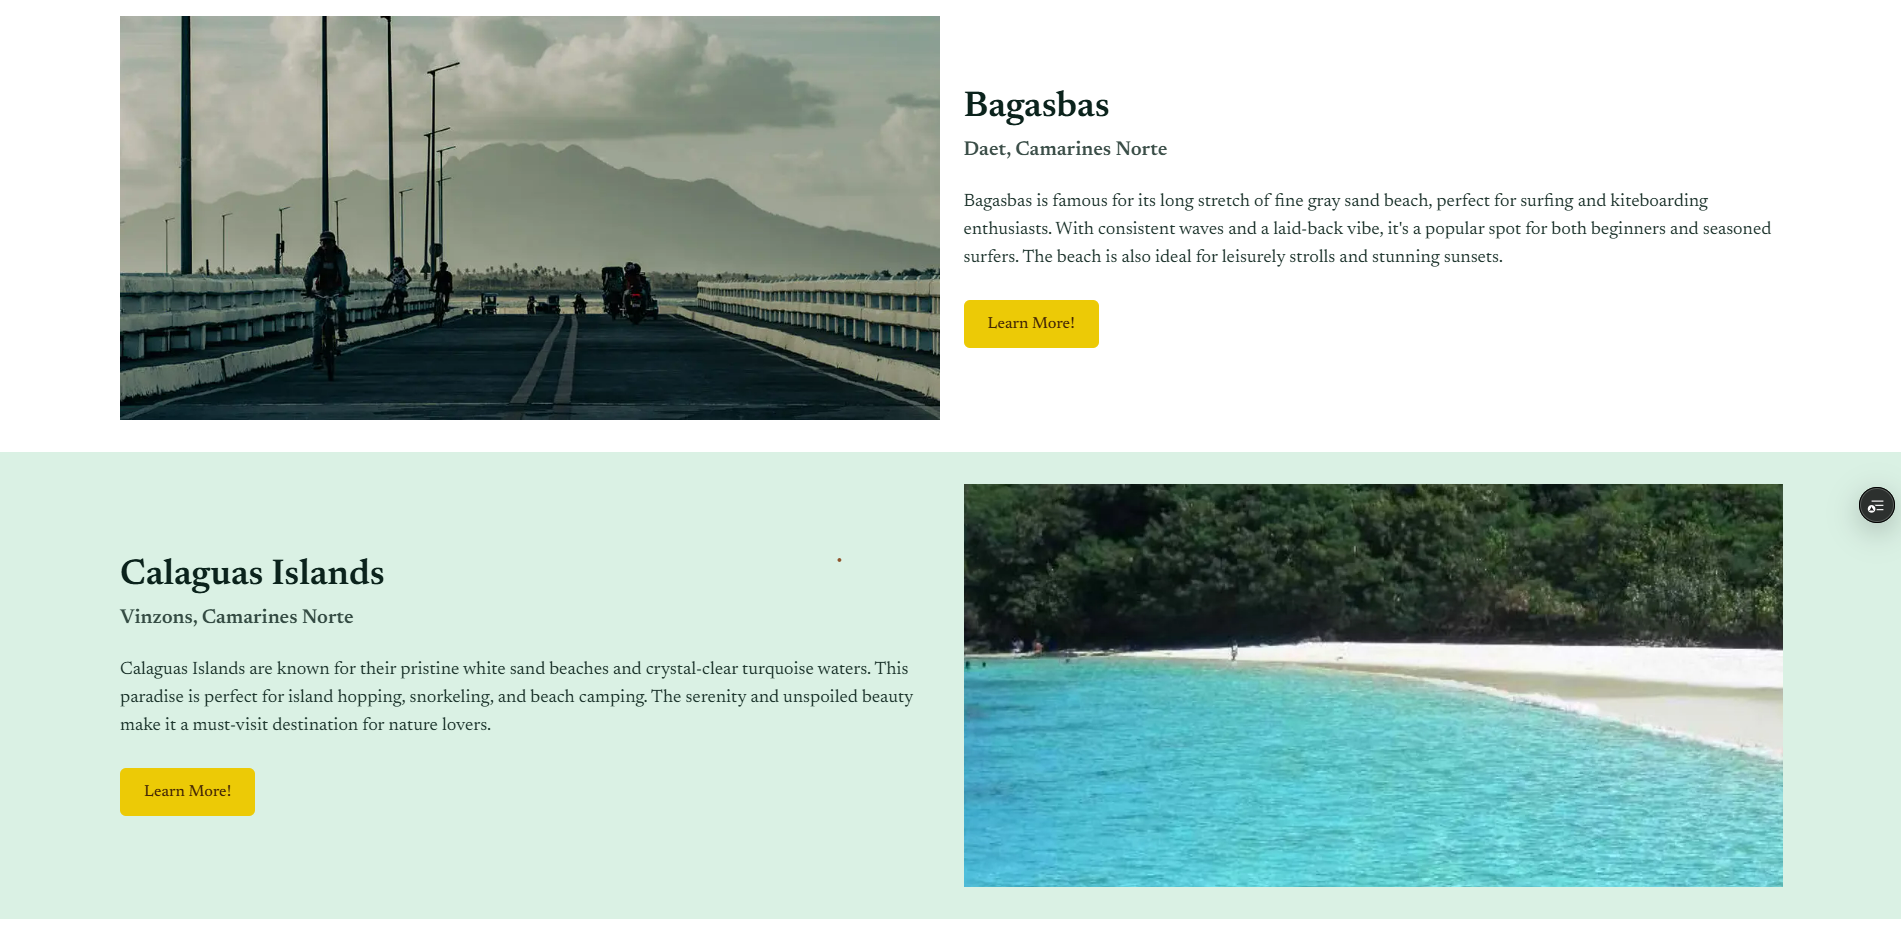 Bagasbas
Daet, Camarines Norte
Bagasbas is famous for its long stretch of fine gray sand beach, perfect for surfing and kiteboarding
enthusiasts. With consistent waves and a laid-back vibe, it's a popular spot for both beginners and seasoned
surfers. The beach is also ideal for leisurely strolls and stunning sunsets.
Learn More!
Calaguas Islands
Vinzons, Camarines Norte
Calaguas Islands are known for their pristine white sand beaches and crystal-clear turquoise waters. This
paradise is perfect for island hopping, snorkeling, and beach camping. The serenity and unspoiled beauty
make it a must-visit destination for nature lovers.
Learn More!